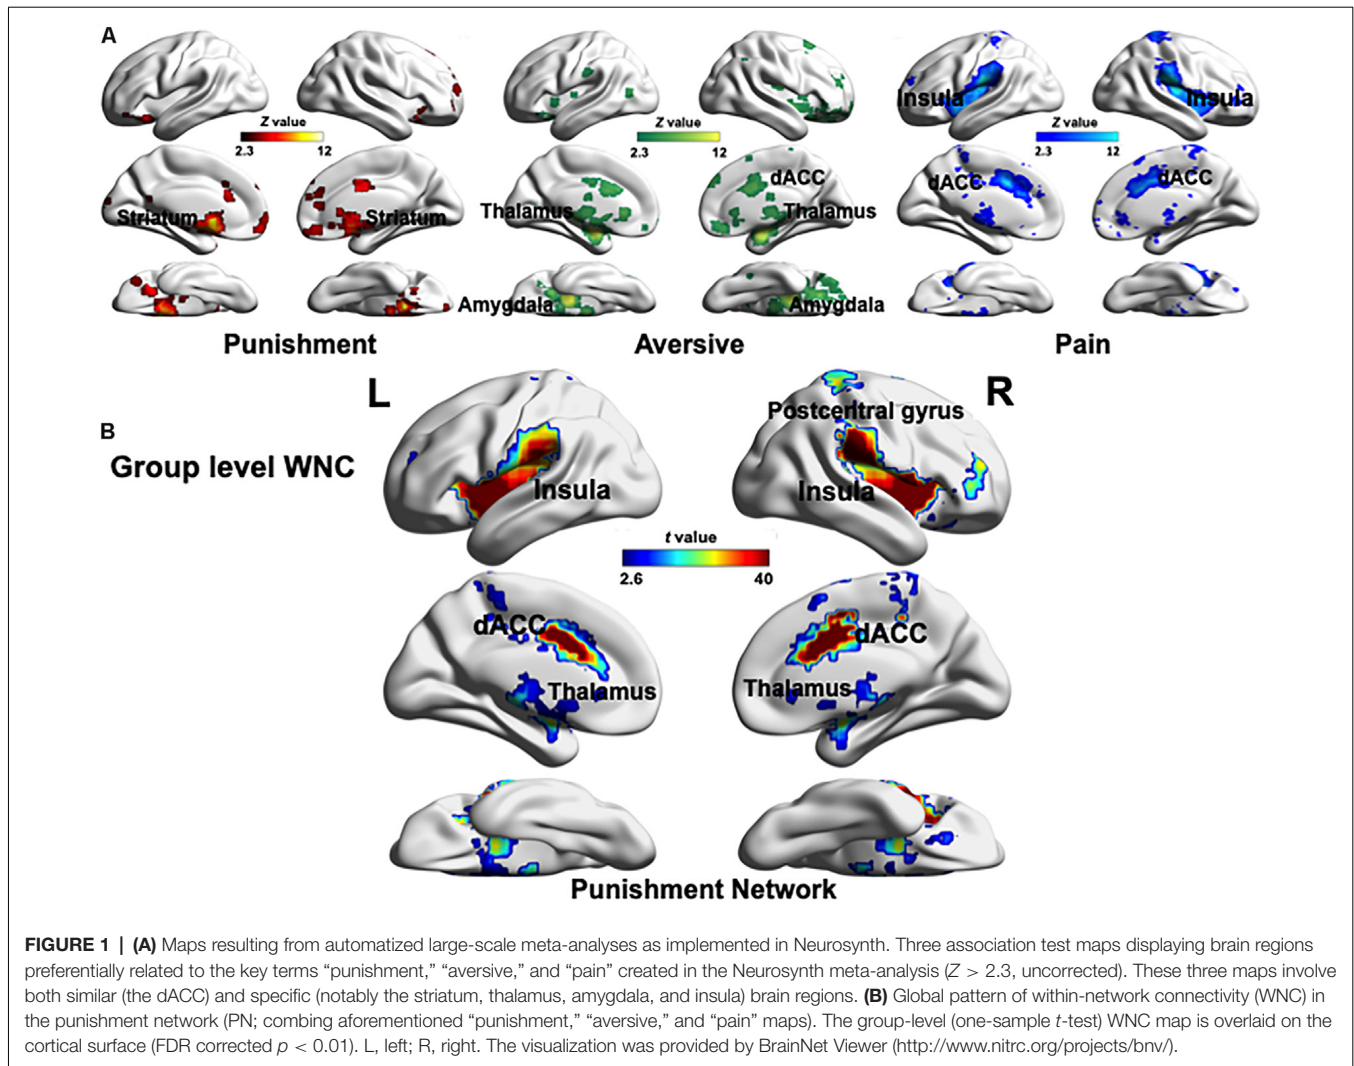 A
Insula
Insula
Z value
2.3 12
Z value
2.3 12
Z value
2.3 12
Striatum
Striatum
Thalamus
dACC
Thalamus
dACC
dACC
Amygdala
Amygdala
Punishment
Aversive
Pain
L
R
B
Group level WNC
Postcentral gyrus
Insula
Insula
t value
2.6 40
dACC
dACC
Thalamus
Thalamus
Punishment Network
FIGURE 1 | (A) Maps resulting from automatized large-scale meta-analyses as implemented in Neurosynth. Three association test maps displaying brain regions
preferentially related to the key terms “punishment,” “aversive,” and “pain” created in the Neurosynth meta-analysis (Z > 2.3, uncorrected). These three maps involve
both similar (the dACC) and specific (notably the striatum, thalamus, amygdala, and insula) brain regions. (B) Global pattern of within-network connectivity (WNC) in
the punishment network (PN; combing aforementioned “punishment,” “aversive,” and “pain” maps). The group-level (one-sample t-test) WNC map is overlaid on the
cortical surface (FDR corrected p < 0.01). L, left; R, right. The visualization was provided by BrainNet Viewer (http://www.nitrc.org/projects/bnv/).